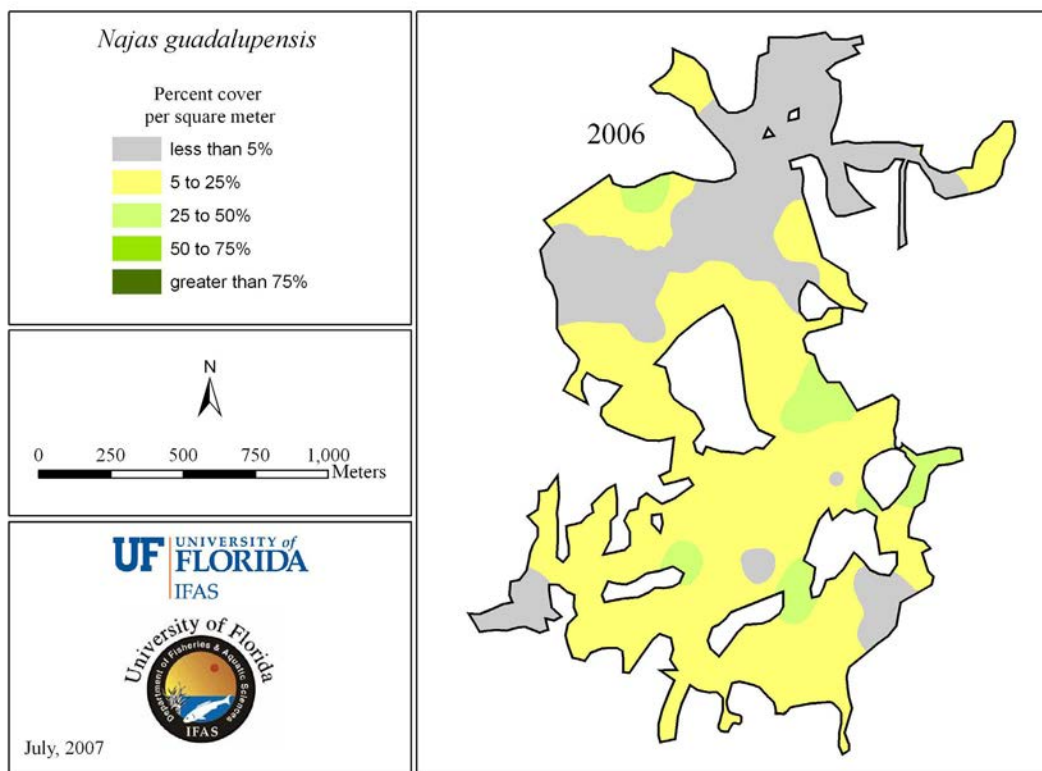 Najas guadalupensis
Percent cover
per square meter
less than 5%
5 to 25%
25 to 50%
50 to 75%
greater than 75%
N
0 250 500 750 1,000
Meters
UF UNIVERSITY of
FLORIDA
IFAS
University of Florida
Department of Fisheries & Aquatic Sciences
IFAS
July, 2007
2006